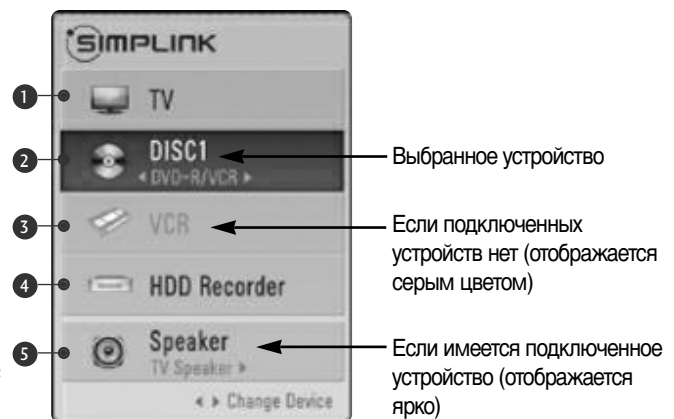 SIMPLINK
1 TV
2 DISC1
◂ DVD-R/VCR ▸
Выбранное устройство
3 VCR
Если подключенных
устройств нет (отображается
серым цветом)
4 HDD Recorder
5 Speaker
TV Speaker ▸
Если имеется подключенное
устройство (отображается
ярко)
◂ ▸ Change Device